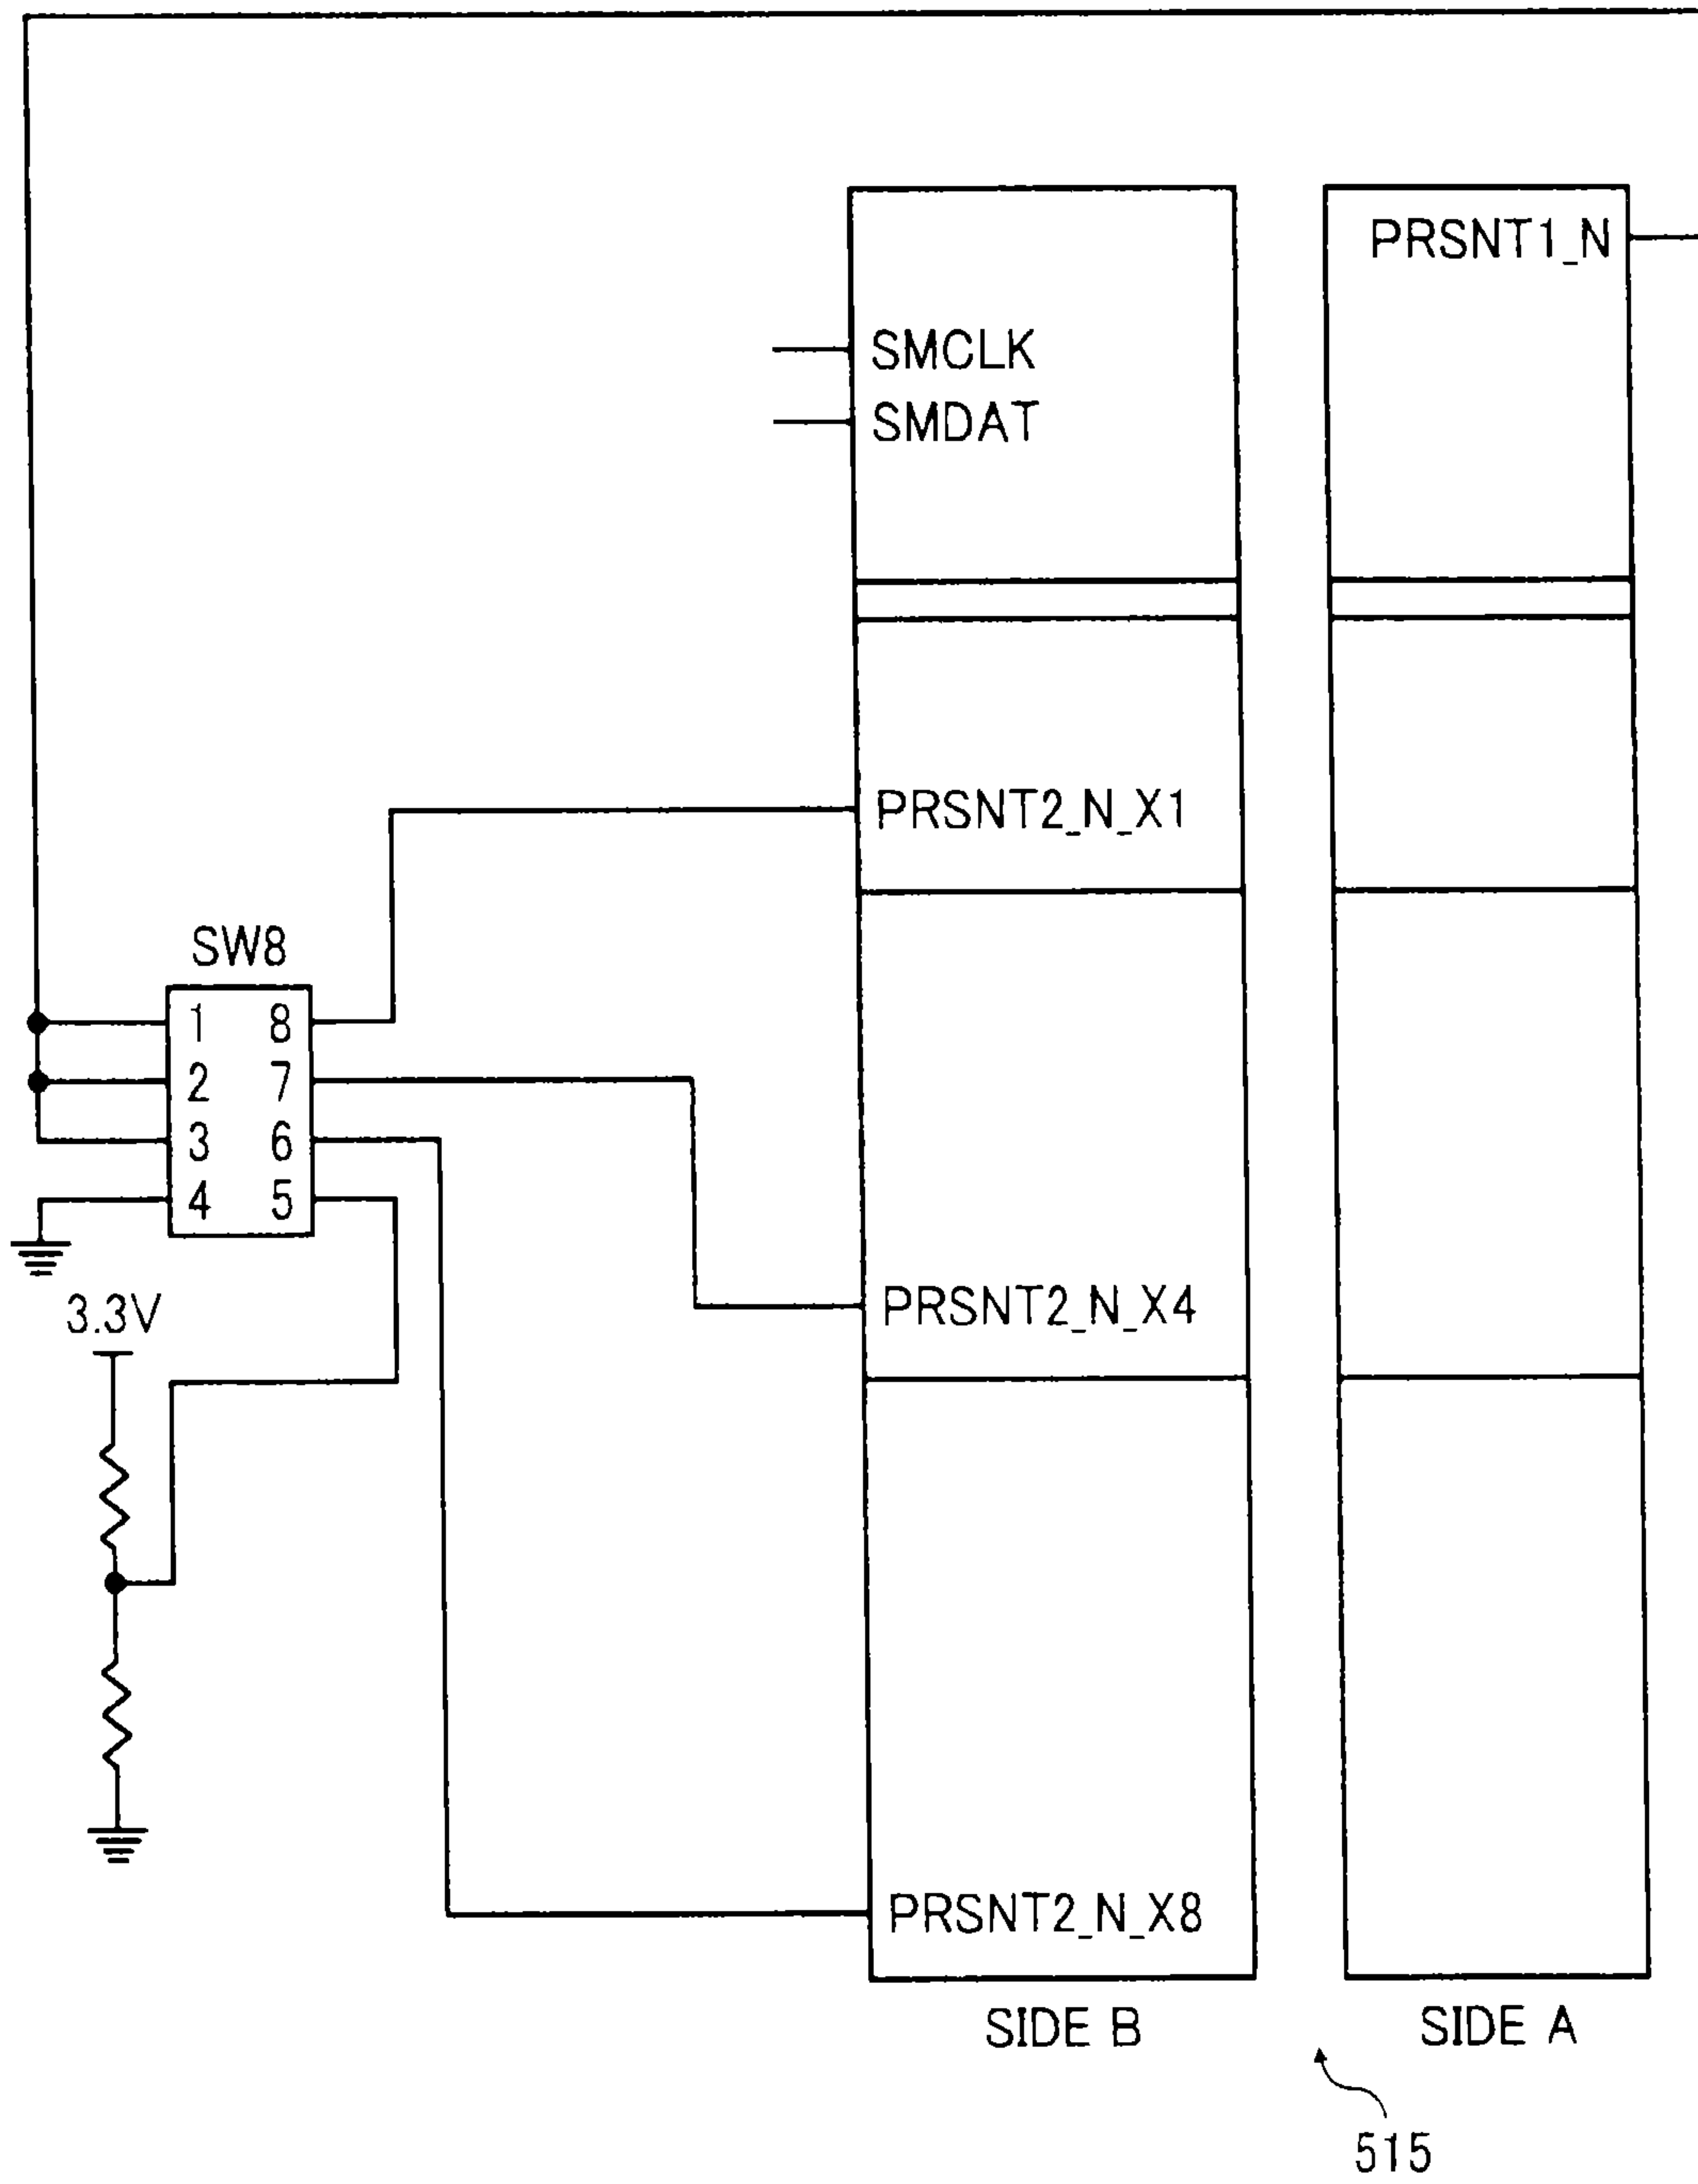 PRSNT1_N
SMCLK
SMDAT
PRSNT2_N_X1
SW8
1 8
2 7
3 6
4 5
3.3V
PRSNT2_N_X4
PRSNT2_N_X8
SIDE B SIDE A
515